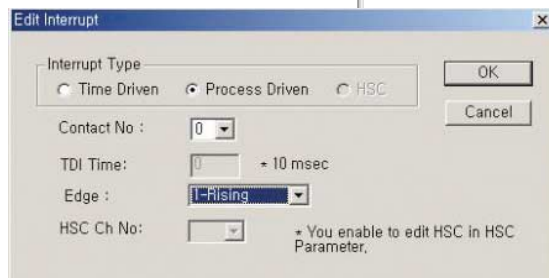 Edit Interrupt
Interrupt Type
Time Driven Process Driven HSC
OK
Cancel
Contact No : 0
TDI Time: 0 * 10 msec
Edge : 1-Rising
HSC Ch No: * You enable to edit HSC in HSC
Parameter,